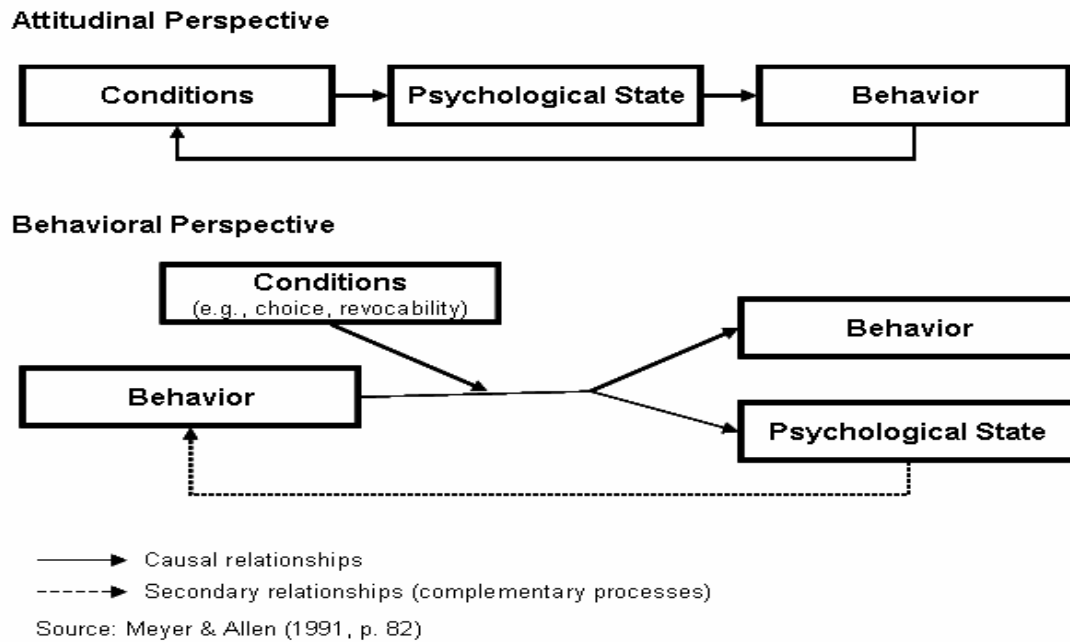 Attitudinal Perspective
Conditions
Psychological State
Behavior
Behavioral Perspective
Conditions
(e.g., choice, revocability)
Behavior
Behavior
Psychological State
Causal relationships
Secondary relationships (complementary processes)
Source: Meyer & Allen (1991, p. 82)